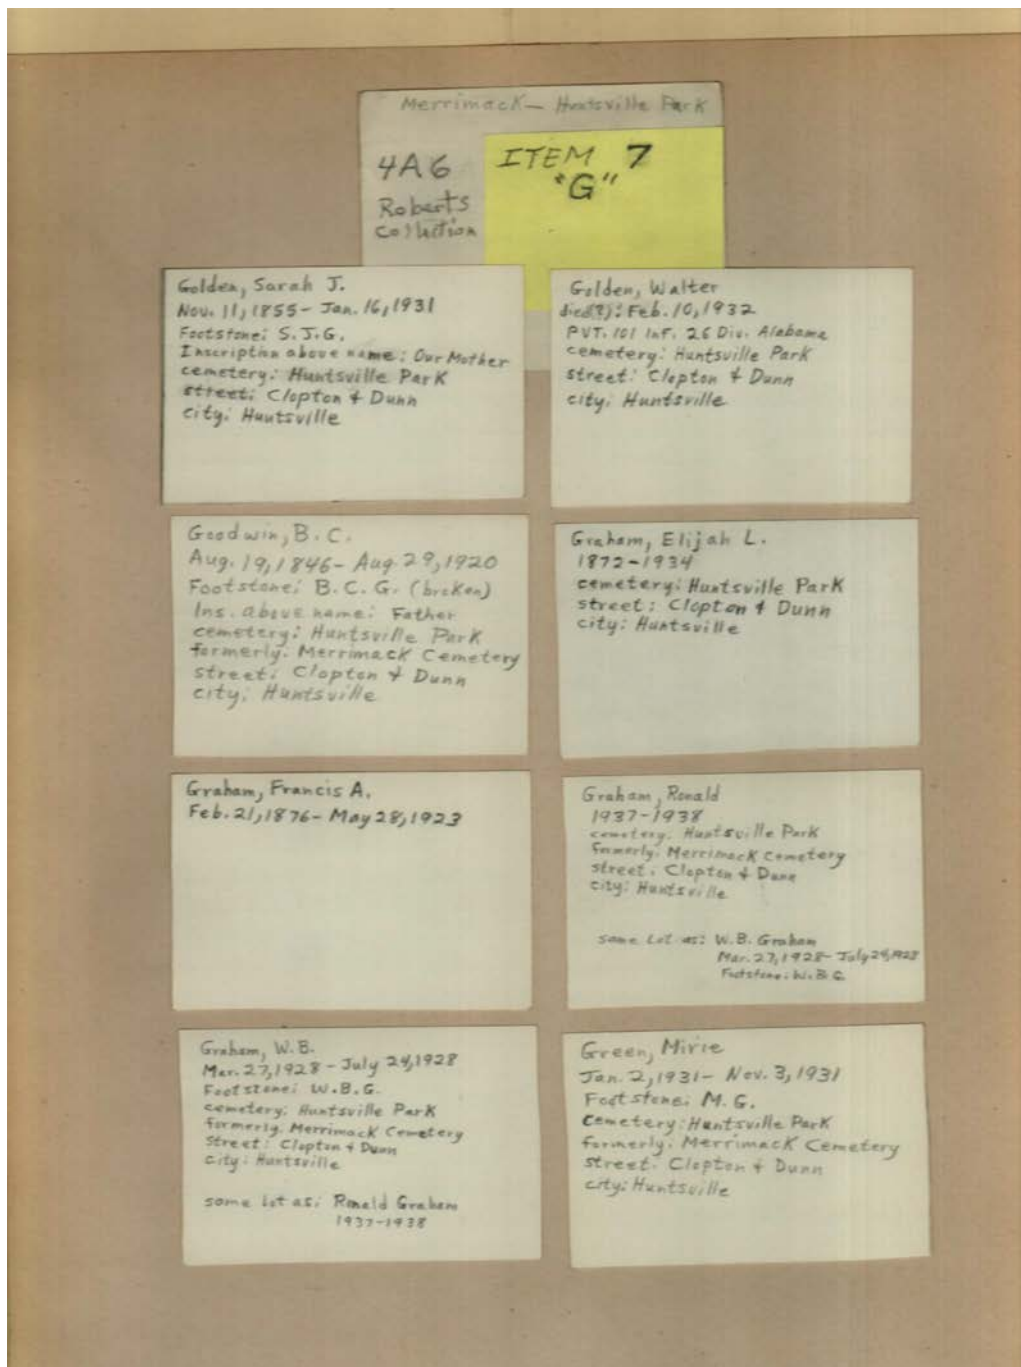 Merrimack — Huntsville Park
4A6
Roberts
Collection
ITEM 7
"G"
Golden, Sarah J.
Nov. 11, 1855 - Jan. 16, 1931
Footstone: S.J.G.
Inscription above name: Our Mother
cemetery: Huntsville Park
street: Clopton & Dunn
city: Huntsville
Golden, Walter
died(?): Feb. 10, 1932
PVT. 101 Inf. 26 Div. Alabama
cemetery: Huntsville Park
street: Clopton & Dunn
city: Huntsville
Goodwin, B.C.
Aug. 19, 1846 - Aug 29, 1920
Footstone: B.C.G. (broken)
Ins. above name: Father
cemetery: Huntsville Park
formerly: Merrimack Cemetery
street: Clopton & Dunn
city: Huntsville
Graham, Elijah L.
1872-1934
cemetery: Huntsville Park
street: Clopton & Dunn
city: Huntsville
Graham, Francis A.
Feb. 21, 1876 - May 28, 1923
Graham, Ronald
1937-1938
cemetery: Huntsville Park
formerly: Merrimack Cemetery
street: Clopton & Dunn
city: Huntsville
same lot as: W.B. Graham
Mar. 27, 1928 - July 24, 1928
Footstone: W.B.G.
Graham, W.B.
Mar. 27, 1928 - July 24, 1928
Footstone: W.B.G.
cemetery: Huntsville Park
formerly: Merrimack Cemetery
street: Clopton & Dunn
city: Huntsville
same lot as: Ronald Graham
1937-1938
Green, Mirie
Jan. 2, 1931 - Nov. 3, 1931
Footstone: M.G.
cemetery: Huntsville Park
formerly: Merrimack Cemetery
street: Clopton & Dunn
city: Huntsville